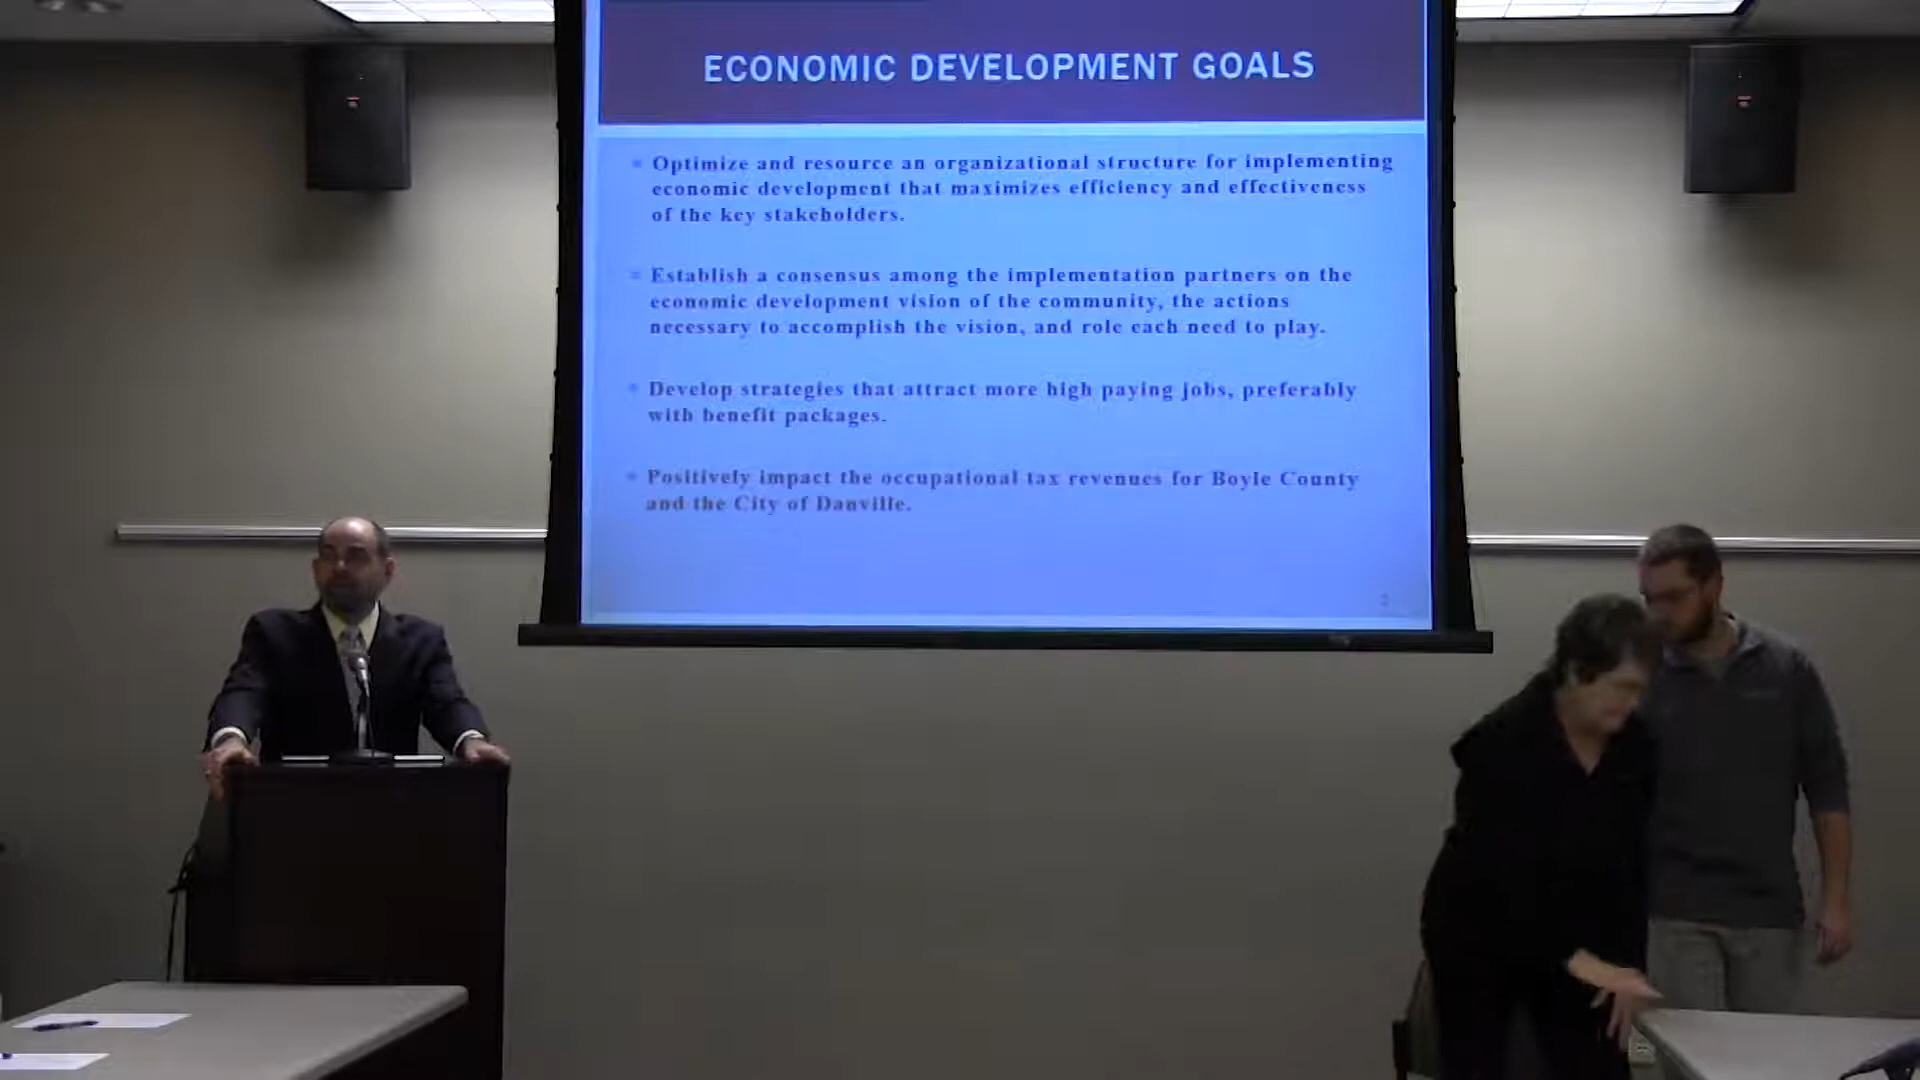 ECONOMIC DEVELOPMENT GOALS
Optimize and resource an organizational structure for implementing
economic development that maximizes efficiency and effectiveness
of the key stakeholders.
Establish a consensus among the implementation partners on the
economic development vision of the community, the actions
necessary to accomplish the vision, and role each need to play.
Develop strategies that attract more high paying jobs, preferably
with benefit packages.
Positively impact the occupational tax revenues for Boyle County
and the City of Danville.